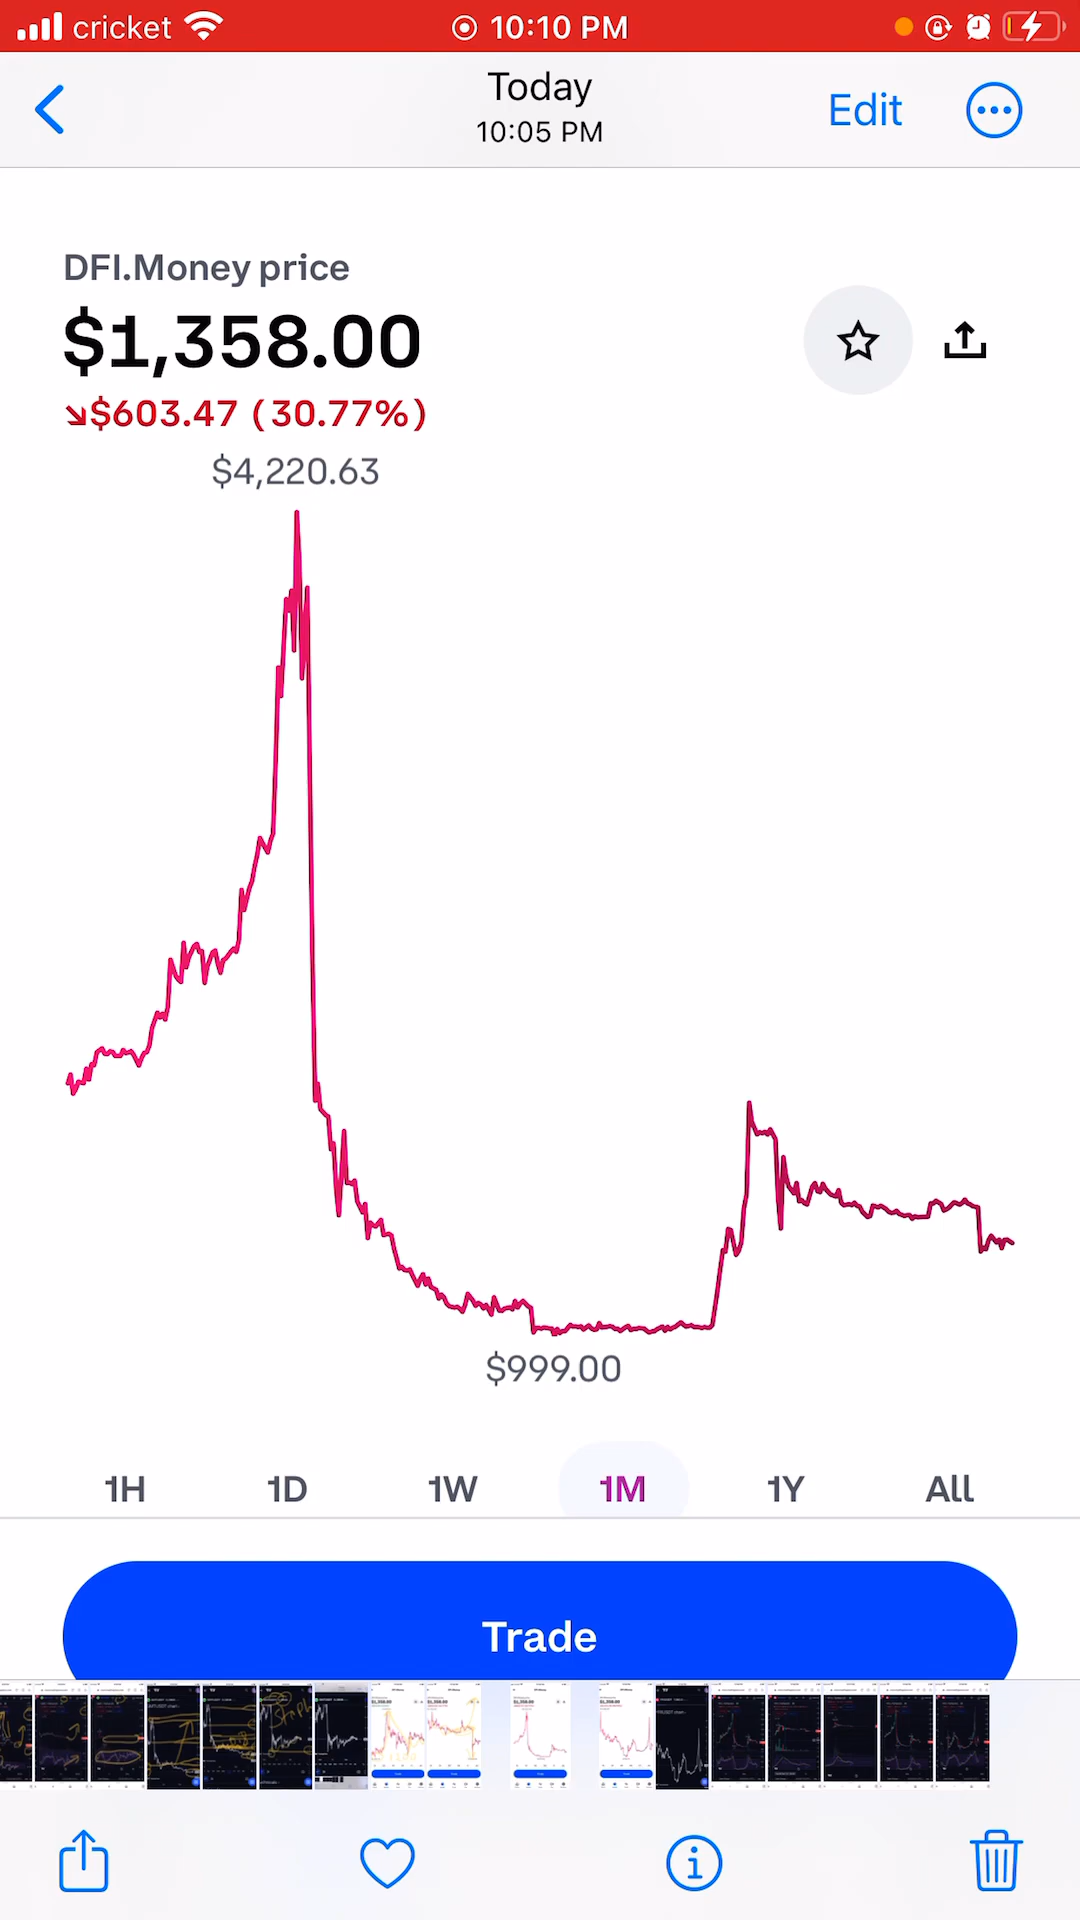 cricket 10:10 PM
Today
10:05 PM
Edit
DFI.Money price
$1,358.00
↘$603.47 (30.77%)
$4,220.63
$999.00
1H 1D 1W 1M 1Y All
Trade